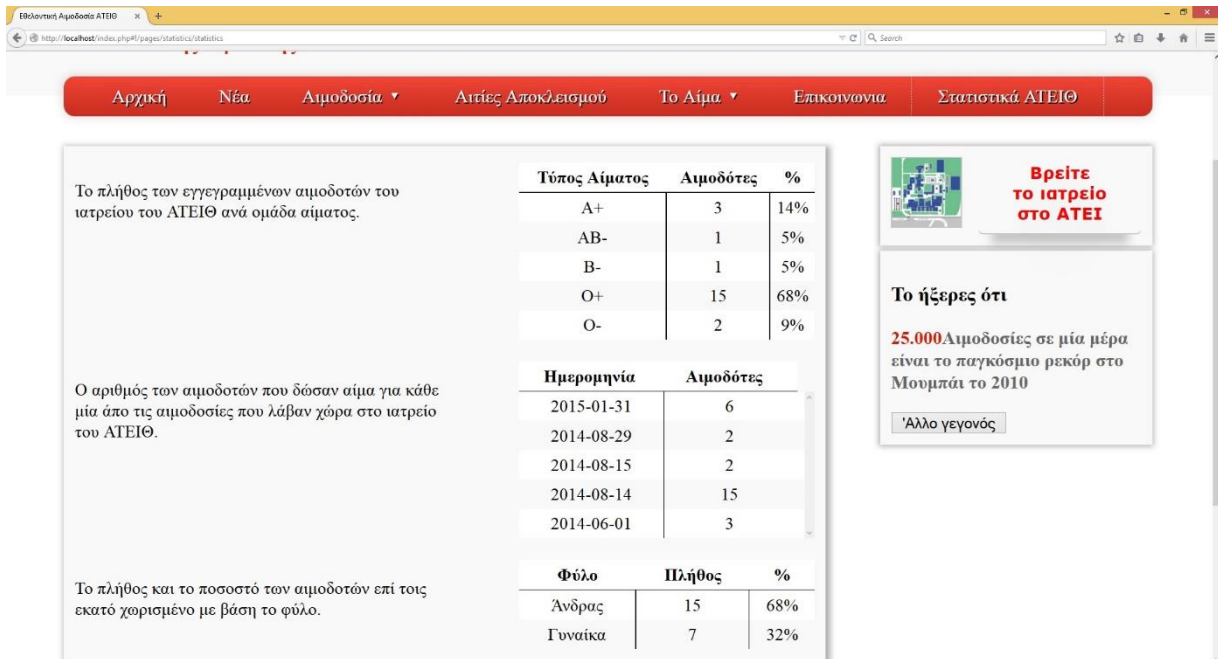 Εθελοντική Αιμοδοσία ΑΤΕΙΘ
http://localhost/index.php#!/pages/statistics/statistics
Search
Αρχική Νέα Αιμοδοσία ▼ Αιτίες Αποκλεισμού Το Αίμα ▼ Επικοινωνια Στατιστικά ΑΤΕΙΘ
Το πλήθος των εγγεγραμμένων αιμοδοτών του
ιατρείου του ΑΤΕΙΘ ανά ομάδα αίματος.
Τύπος Αίματος Αιμοδότες %
A+ 3 14%
AB- 1 5%
B- 1 5%
O+ 15 68%
O- 2 9%
Ο αριθμός των αιμοδοτών που δώσαν αίμα για κάθε
μία άπο τις αιμοδοσίες που λάβαν χώρα στο ιατρείο
του ΑΤΕΙΘ.
Ημερομηνία Αιμοδότες
2015-01-31 6
2014-08-29 2
2014-08-15 2
2014-08-14 15
2014-06-01 3
Το πλήθος και το ποσοστό των αιμοδοτών επί τοις
εκατό χωρισμένο με βάση το φύλο.
Φύλο Πλήθος %
Άνδρας 15 68%
Γυναίκα 7 32%
Βρείτε
το ιατρείο
στο ΑΤΕΙ
Το ήξερες ότι
25.000Αιμοδοσίες σε μία μέρα
είναι το παγκόσμιο ρεκόρ στο
Μουμπάι το 2010
'Αλλο γεγονός